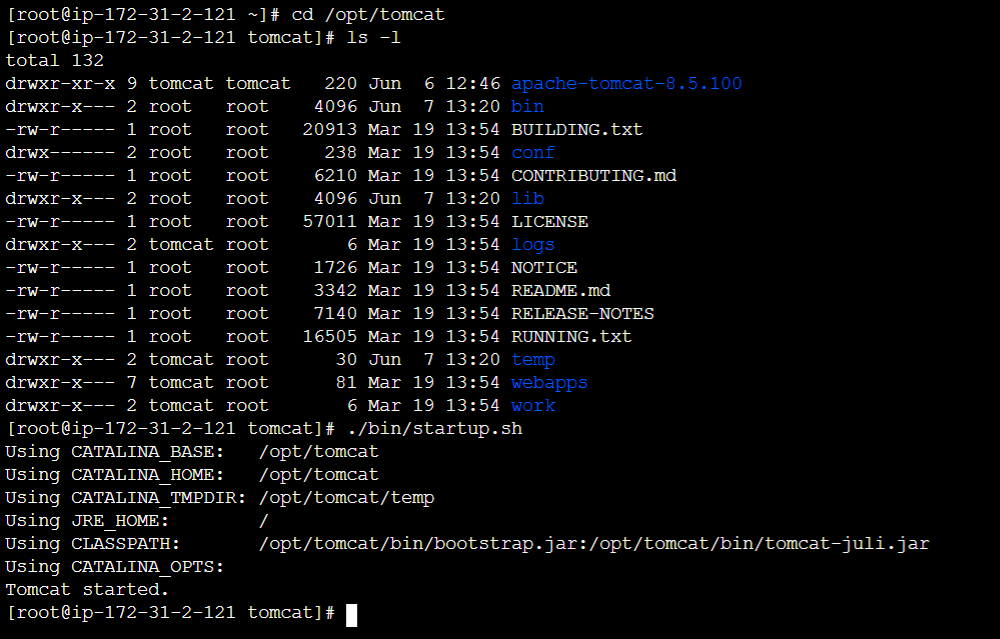 [root@ip-172-31-2-121 ~]# cd /opt/tomcat
[root@ip-172-31-2-121 tomcat]# ls -l
total 132
drwxr-xr-x 9 tomcat tomcat   220 Jun  6 12:46 apache-tomcat-8.5.100
drwxr-x--- 2 root   root    4096 Jun  7 13:20 bin
-rw-r----- 1 root   root   20913 Mar 19 13:54 BUILDING.txt
drwx------ 2 root   root     238 Mar 19 13:54 conf
-rw-r----- 1 root   root    6210 Mar 19 13:54 CONTRIBUTING.md
drwxr-x--- 2 root   root    4096 Jun  7 13:20 lib
-rw-r----- 1 root   root   57011 Mar 19 13:54 LICENSE
drwxr-x--- 2 tomcat root       6 Mar 19 13:54 logs
-rw-r----- 1 root   root    1726 Mar 19 13:54 NOTICE
-rw-r----- 1 root   root    3342 Mar 19 13:54 README.md
-rw-r----- 1 root   root    7140 Mar 19 13:54 RELEASE-NOTES
-rw-r----- 1 root   root   16505 Mar 19 13:54 RUNNING.txt
drwxr-x--- 2 tomcat root      30 Jun  7 13:20 temp
drwxr-x--- 7 tomcat root      81 Mar 19 13:54 webapps
drwxr-x--- 2 tomcat root       6 Mar 19 13:54 work
[root@ip-172-31-2-121 tomcat]# ./bin/startup.sh
Using CATALINA_BASE:   /opt/tomcat
Using CATALINA_HOME:   /opt/tomcat
Using CATALINA_TMPDIR: /opt/tomcat/temp
Using JRE_HOME:        /
Using CLASSPATH:       /opt/tomcat/bin/bootstrap.jar:/opt/tomcat/bin/tomcat-juli.jar
Using CATALINA_OPTS:
Tomcat started.
[root@ip-172-31-2-121 tomcat]#